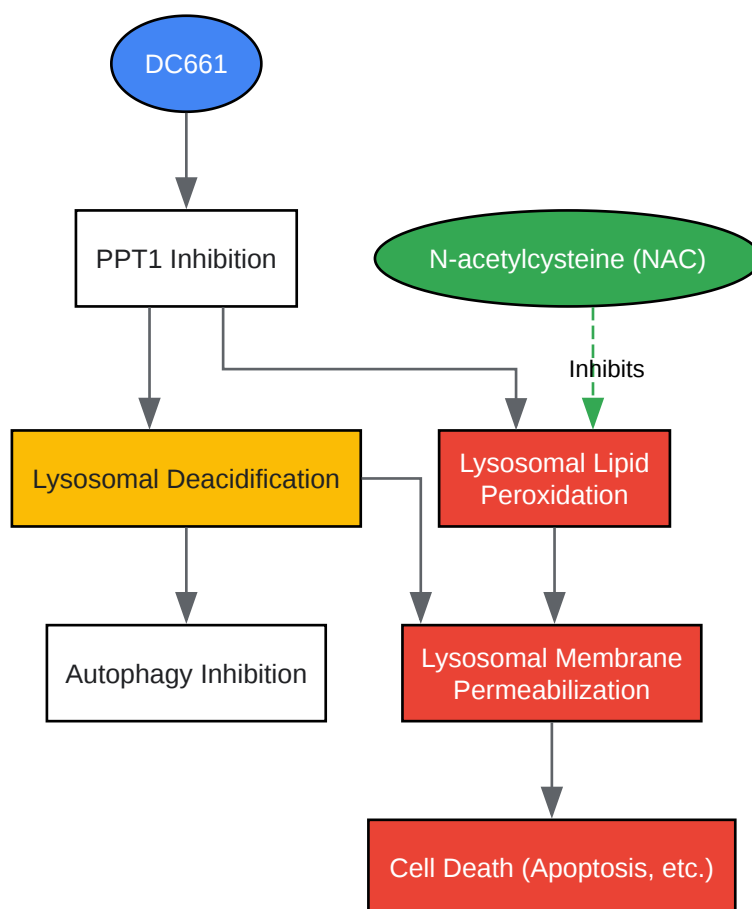 DC661
PPT1 Inhibition
N-acetylcysteine (NAC)
Inhibits
Lysosomal Deacidification
Lysosomal Lipid
Peroxidation
Autophagy Inhibition
Lysosomal Membrane
Permeabilization
Cell Death (Apoptosis, etc.)